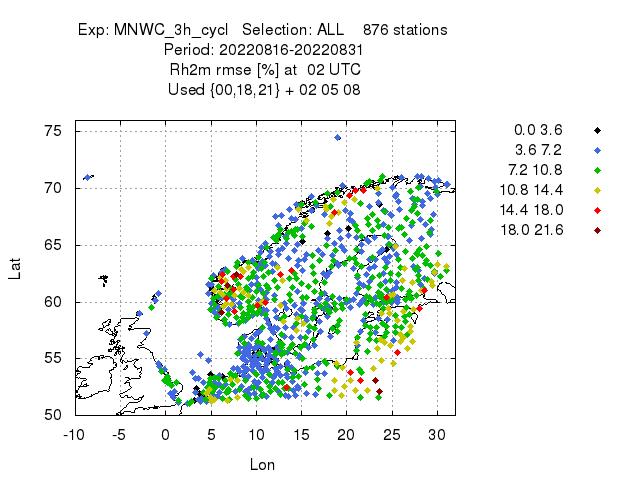 Exp: MNWC_3h_cycl   Selection: ALL    876 stations
Period: 20220816-20220831
Rh2m rmse [%] at  02 UTC
Used {00,18,21} + 02 05 08
0.0 3.6
3.6 7.2
7.2 10.8
10.8 14.4
14.4 18.0
18.0 21.6
75
70
65
60
55
50
Lat
-10 -5 0 5 10 15 20 25 30
Lon